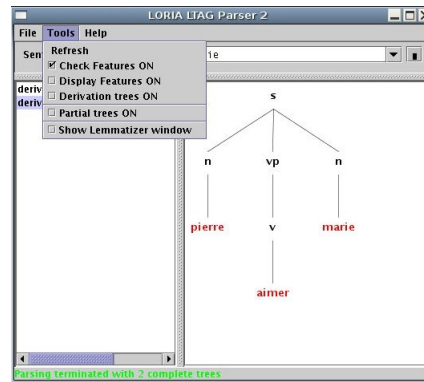 LORIA LTAG Parser 2
File Tools Help
Sen
ie
Refresh
Check Features ON
Display Features ON
Derivation trees ON
Partial trees ON
Show Lemmatizer window
deriv
deriv
s
n vp n
pierre v marie
aimer
Parsing terminated with 2 complete trees